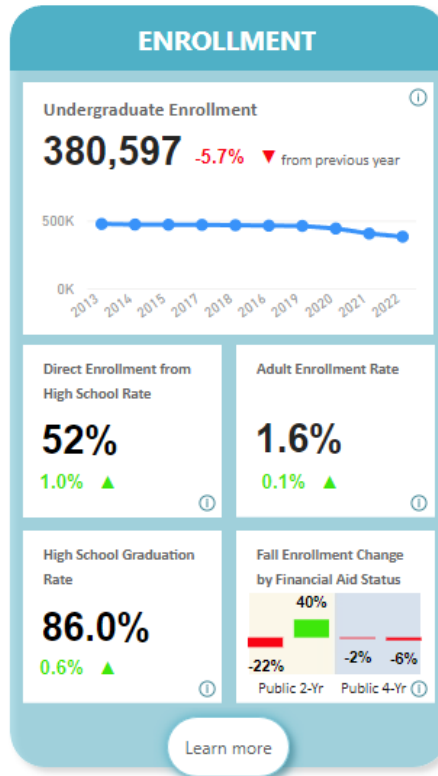 ENROLLMENT
Undergraduate Enrollment
380,597 -5.7% ▼ from previous year
500K
0K
2013 2014 2015 2017 2018 2016 2019 2020 2021 2022
Direct Enrollment from
High School Rate
52%
1.0% ▲
Adult Enrollment Rate
1.6%
0.1% ▲
High School Graduation
Rate
86.0%
0.6% ▲
Fall Enrollment Change
by Financial Aid Status
40%
-22% -2% -6%
Public 2-Yr Public 4-Yr
Learn more